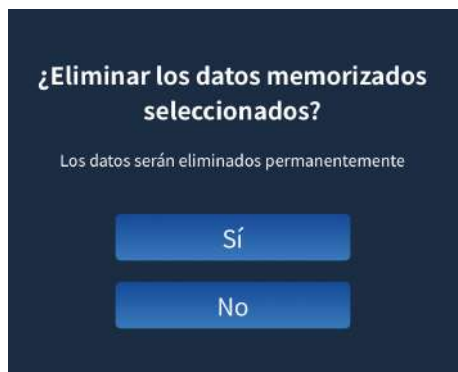 ¿Eliminar los datos memorizados
seleccionados?
Los datos serán eliminados permanentemente
Sí
No